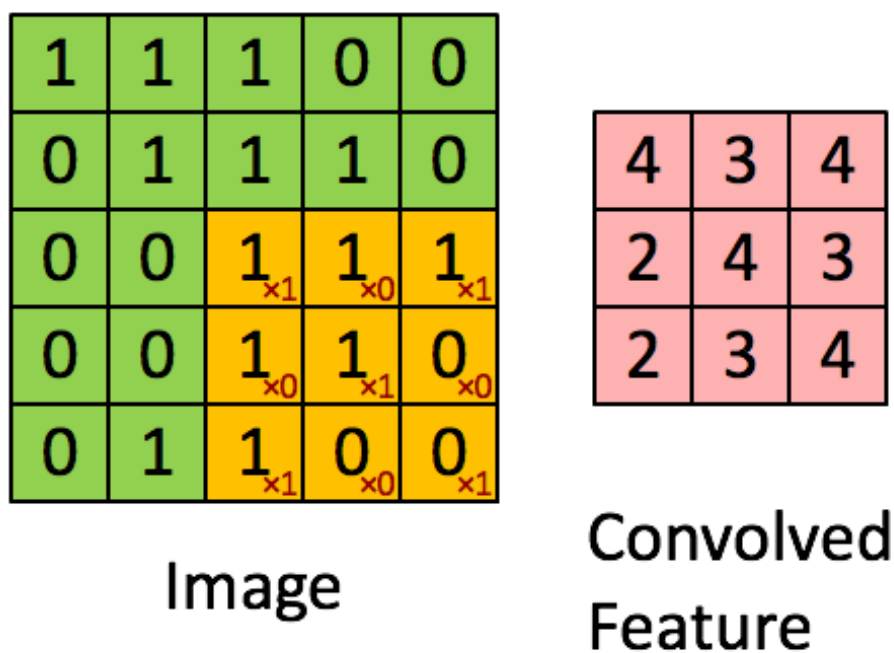 1 1 1 0 0
0 1 1 1 0 4 3 4
0 0 1×1 1×0 1×1 2 4 3
0 0 1×0 1×1 0×0 2 3 4
0 1 1×1 0×0 0×1
Image
Convolved
Feature